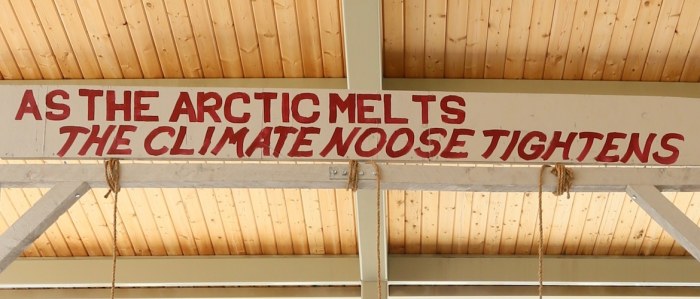 AS THE ARCTIC MELTS
THE CLIMATE NOOSE TIGHTENS